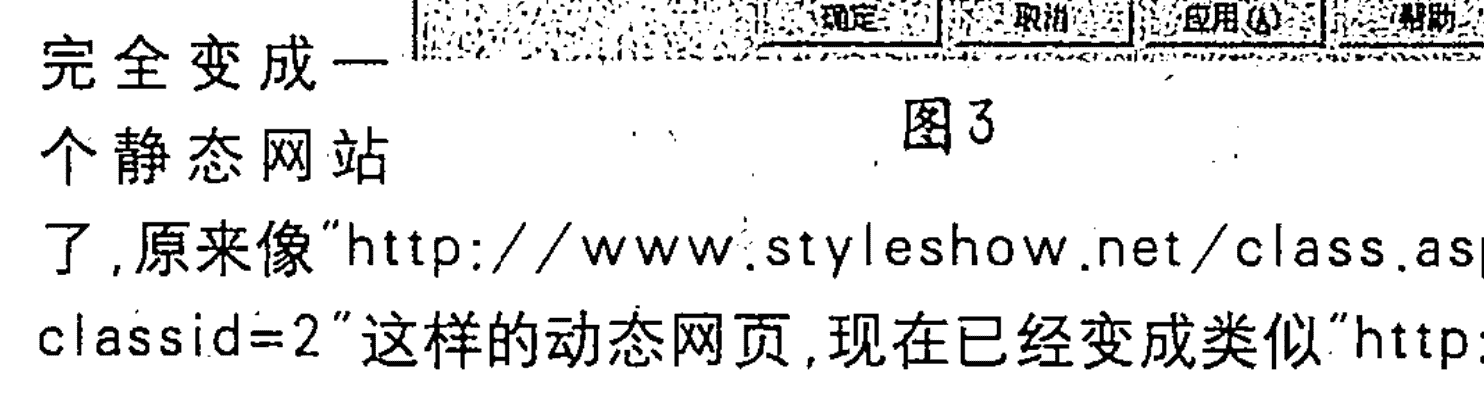 确定 取消 应用(A) 帮助
完全变成一
图3
个静态网站
了,原来像"http://www.styleshow.net/class.asp
classid=2"这样的动态网页,现在已经变成类似"http: